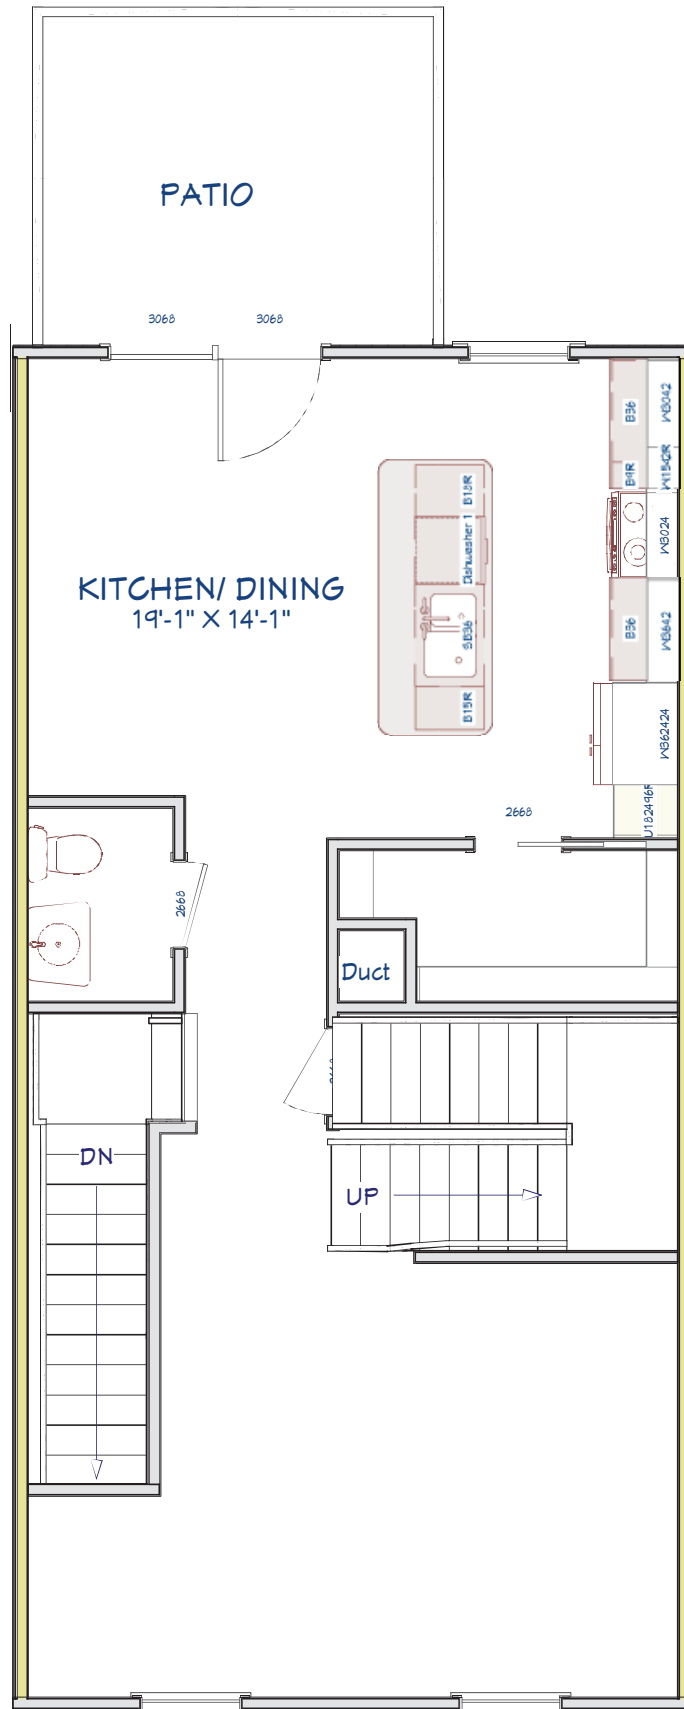 PATIO
3068
3068
B36
W3042
B9R
W1542R
B18R
Dishwasher 1
W3024
KITCHEN/ DINING
19'-1" X 14'-1"
SB36
B36
W3642
B15R
W362424
U182496R
2668
2668
Duct
DN
UP